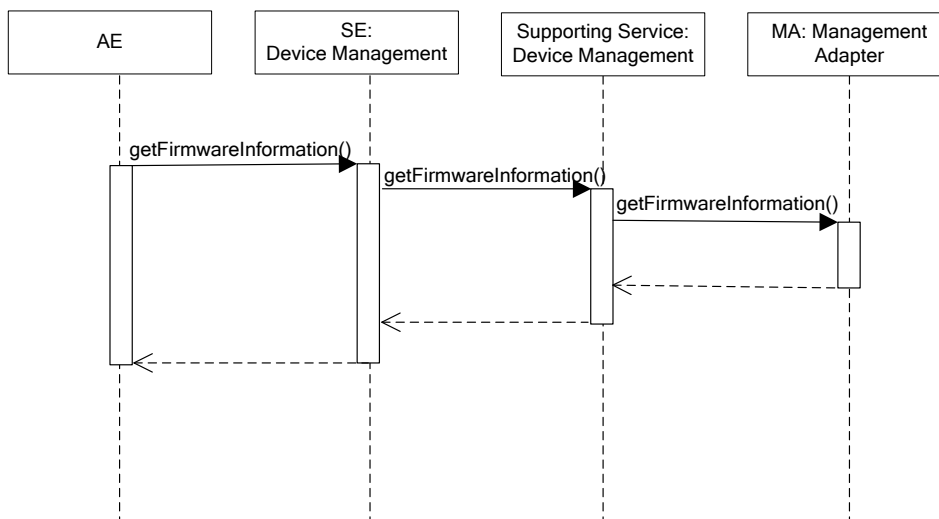 AE
SE:
Device Management
Supporting Service:
Device Management
MA: Management
Adapter
getFirmwareInformation()
getFirmwareInformation()
getFirmwareInformation()